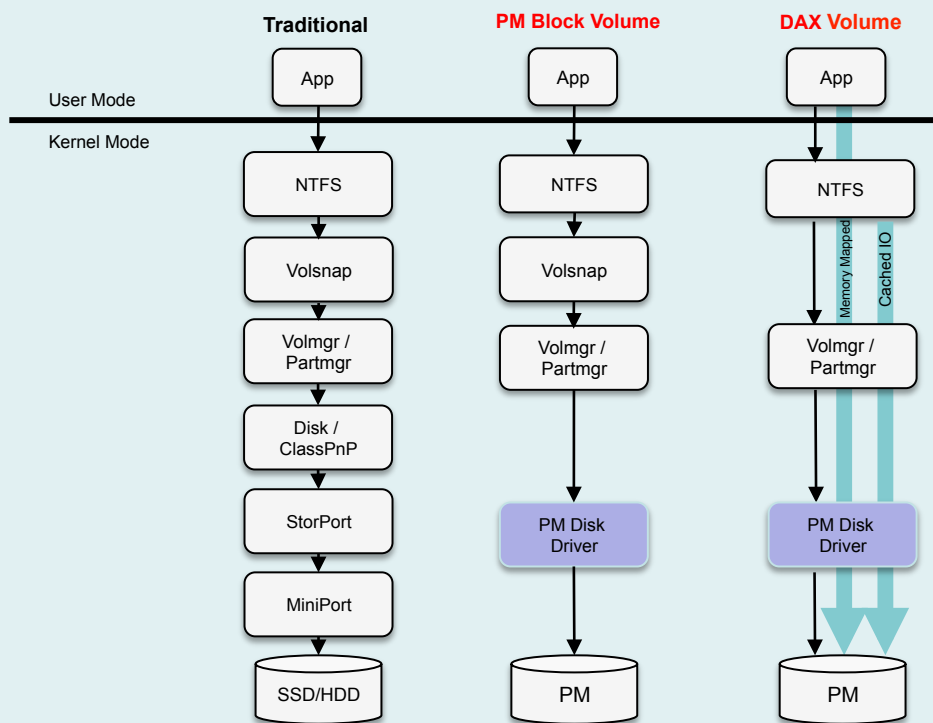 Traditional
PM Block Volume
DAX Volume
App
App
App
User Mode
Kernel Mode
NTFS
NTFS
NTFS
Memory Mapped
Cached IO
Volsnap
Volsnap
Volmgr /
Partmgr
Volmgr /
Partmgr
Volmgr /
Partmgr
Disk /
ClassPnP
StorPort
PM Disk
Driver
PM Disk
Driver
MiniPort
SSD/HDD
PM
PM